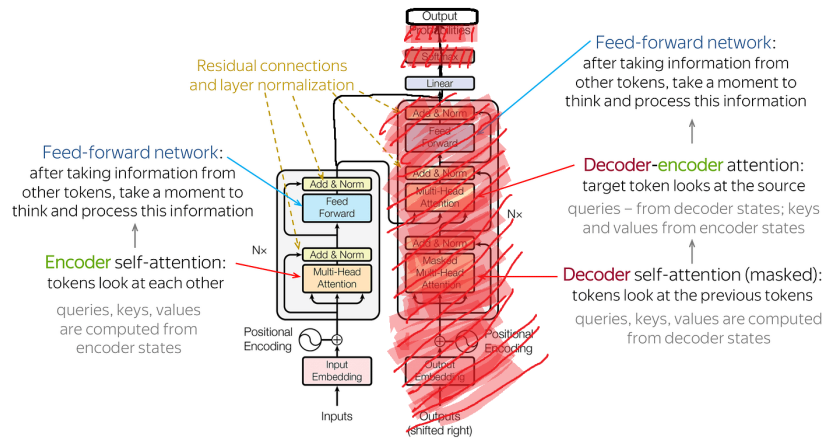 Output
Probabilities
Softmax
Linear
Residual connections
and layer normalization
Add & Norm
Feed
Forward
Add & Norm
Multi-Head
Attention
Add & Norm
Masked
Multi-Head
Attention
Nx
Positional
Encoding
Output
Embedding
Outputs
(shifted right)
Add & Norm
Feed
Forward
Add & Norm
Multi-Head
Attention
Nx
Positional
Encoding
Input
Embedding
Inputs
Feed-forward network:
after taking information from
other tokens, take a moment to
think and process this information
Encoder self-attention:
tokens look at each other
queries, keys, values
are computed from
encoder states
Feed-forward network:
after taking information from
other tokens, take a moment to
think and process this information
Decoder-encoder attention:
target token looks at the source
queries – from decoder states; keys
and values from encoder states
Decoder self-attention (masked):
tokens look at the previous tokens
queries, keys, values are computed
from decoder states